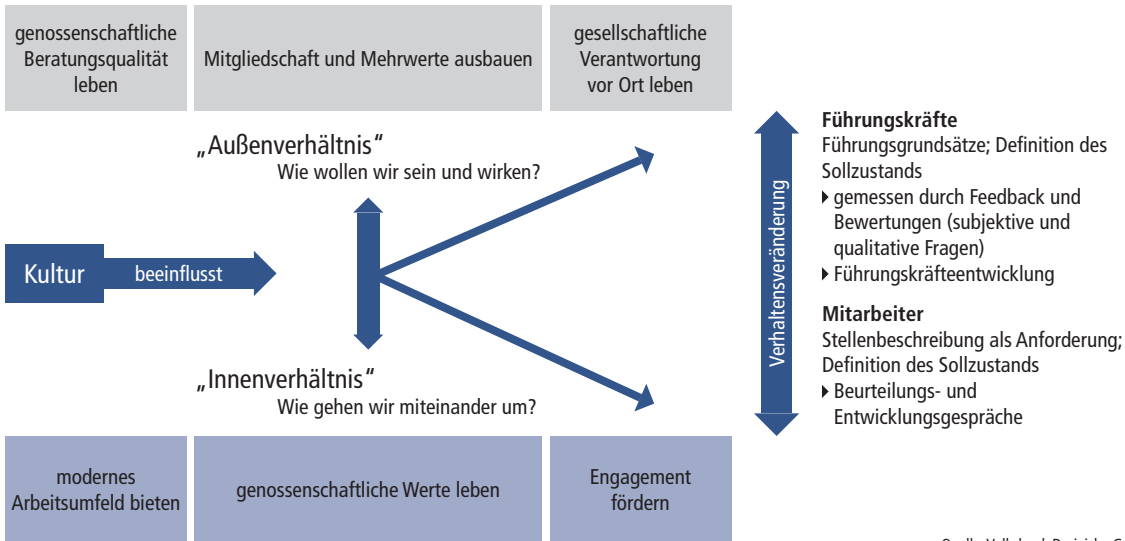 genossenschaftliche
Beratungsqualität
leben
Mitgliedschaft und Mehrwerte ausbauen
gesellschaftliche
Verantwortung
vor Ort leben
„Außenverhältnis“
Wie wollen wir sein und wirken?
Kultur
beeinflusst
„Innenverhältnis“
Wie gehen wir miteinander um?
modernes
Arbeitsumfeld bieten
genossenschaftliche Werte leben
Engagement
fördern
Verhaltensveränderung
Führungskräfte
Führungsgrundsätze; Definition des
Sollzustands
gemessen durch Feedback und
Bewertungen (subjektive und
qualitative Fragen)
Führungskräfteentwicklung
Mitarbeiter
Stellenbeschreibung als Anforderung;
Definition des Sollzustands
Beurteilungs- und
Entwicklungsgespräche